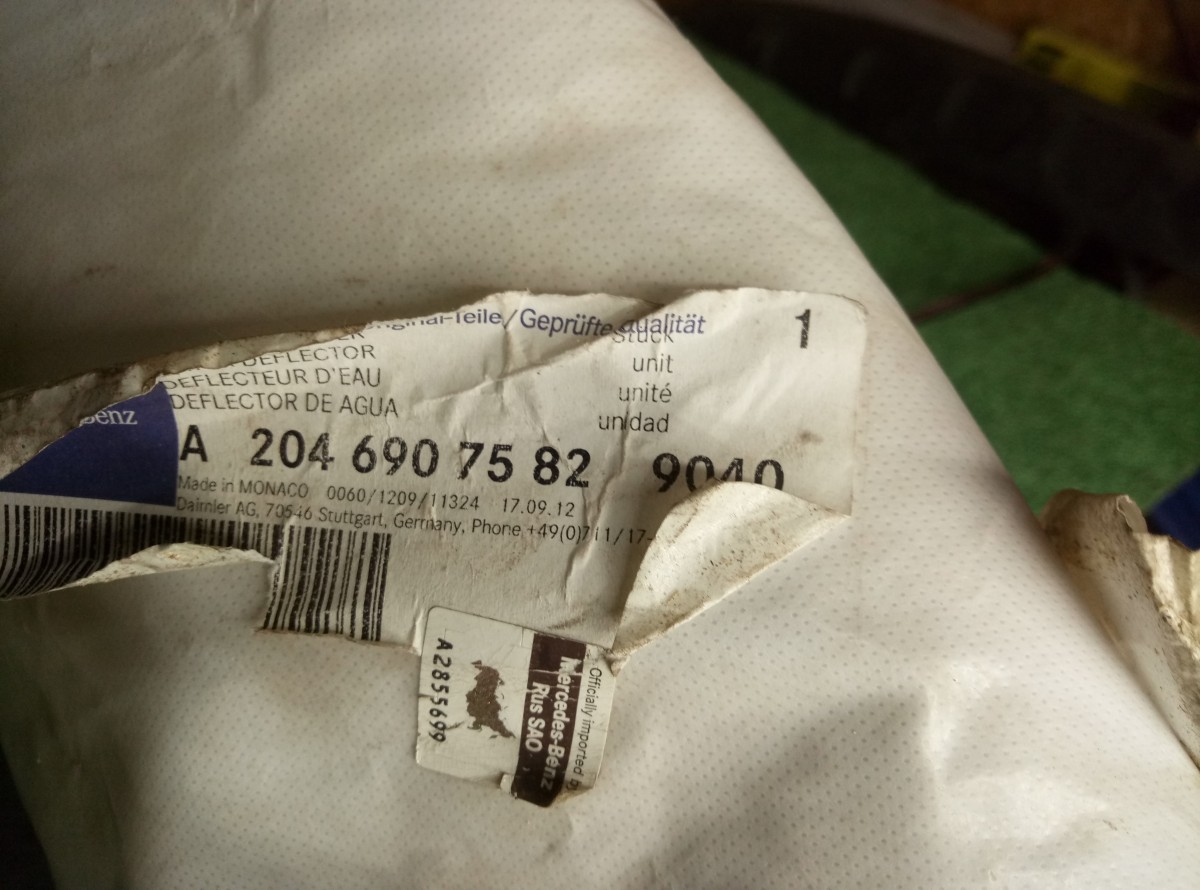 Teile/Geprüfte Qualität
1
Stück
DEFLECTOR
unit
DEFLECTEUR D'EAU
unité
DEFLECTOR DE AGUA
unidad
Benz
A 204 690 75 82 9040
Made in MONACO 0060/1209/11324 17.09.12
Daimler AG, 70546 Stuttgart, Germany, Phone +49(0)711/17-
Officially imported by
Mercedes-Benz
Rus SAO
A2855699